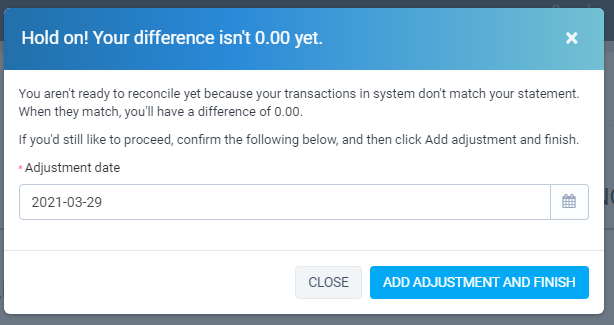 Hold on! Your difference isn't 0.00 yet.
×
You aren't ready to reconcile yet because your transactions in system don't match your statement.
When they match, you'll have a difference of 0.00.
If you'd still like to proceed, confirm the following below, and then click Add adjustment and finish.
* Adjustment date
2021-03-29
CLOSE
ADD ADJUSTMENT AND FINISH